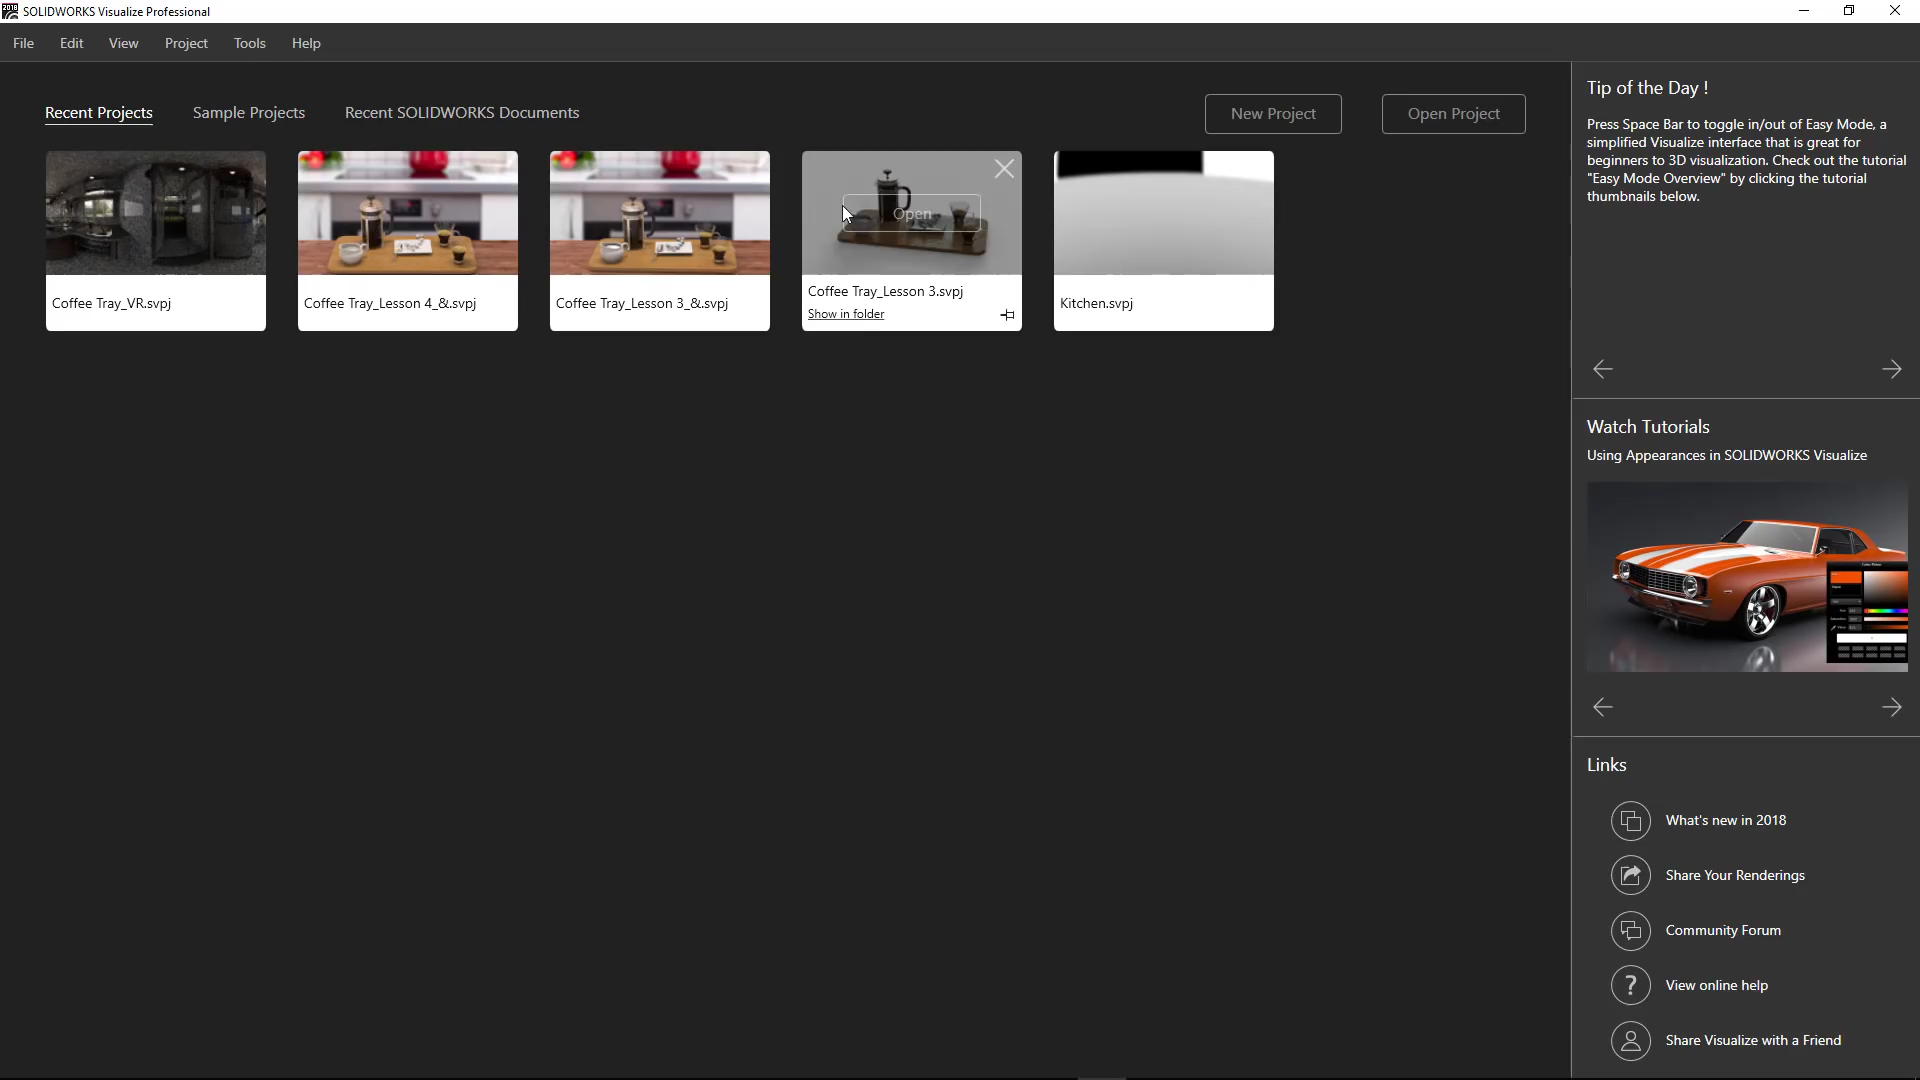 SOLIDWORKS Visualize Professional
File Edit View Project Tools Help
Recent Projects Sample Projects Recent SOLIDWORKS Documents New Project Open Project
Open
Coffee Tray_VR.svpj
Coffee Tray_Lesson 4_&.svpj
Coffee Tray_Lesson 3_&.svpj
Coffee Tray_Lesson 3.svpj
Show in folder
Kitchen.svpj
Tip of the Day !
Press Space Bar to toggle in/out of Easy Mode, a
simplified Visualize interface that is great for
beginners to 3D visualization. Check out the tutorial
"Easy Mode Overview" by clicking the tutorial
thumbnails below.
Watch Tutorials
Using Appearances in SOLIDWORKS Visualize
Links
What's new in 2018
Share Your Renderings
Community Forum
? View online help
Share Visualize with a Friend